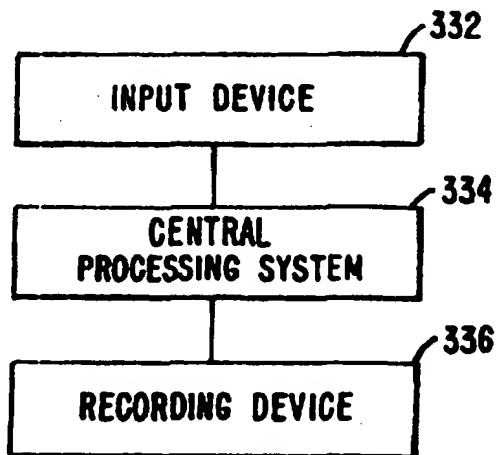 332
INPUT DEVICE
334
CENTRAL
PROCESSING SYSTEM
336
RECORDING DEVICE